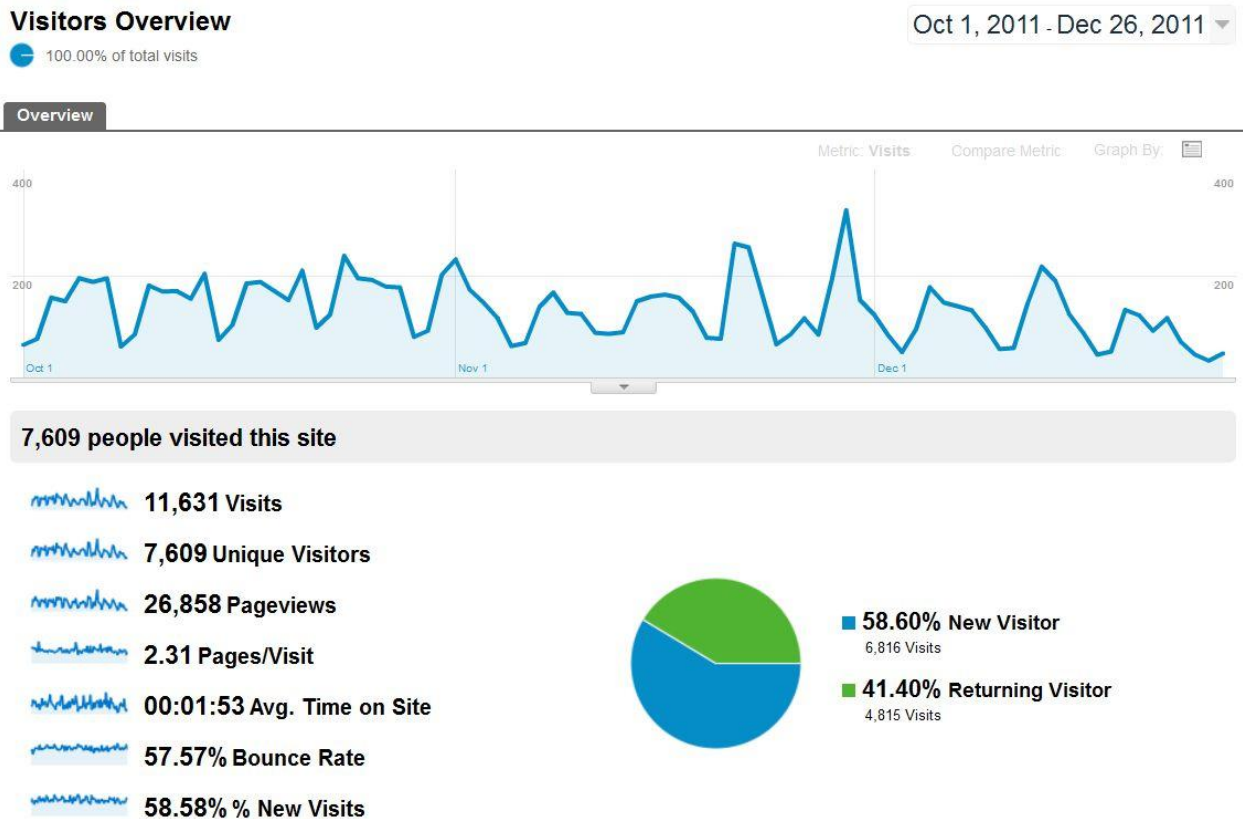 Visitors Overview
Oct 1, 2011 - Dec 26, 2011
100.00% of total visits
Overview
Metric: Visits
Compare Metric
Graph By:
400
400
200
200
Oct 1
Nov 1
Dec 1
7,609 people visited this site
11,631 Visits
7,609 Unique Visitors
26,858 Pageviews
2.31 Pages/Visit
00:01:53 Avg. Time on Site
57.57% Bounce Rate
58.58% % New Visits
58.60% New Visitor
6,816 Visits
41.40% Returning Visitor
4,815 Visits